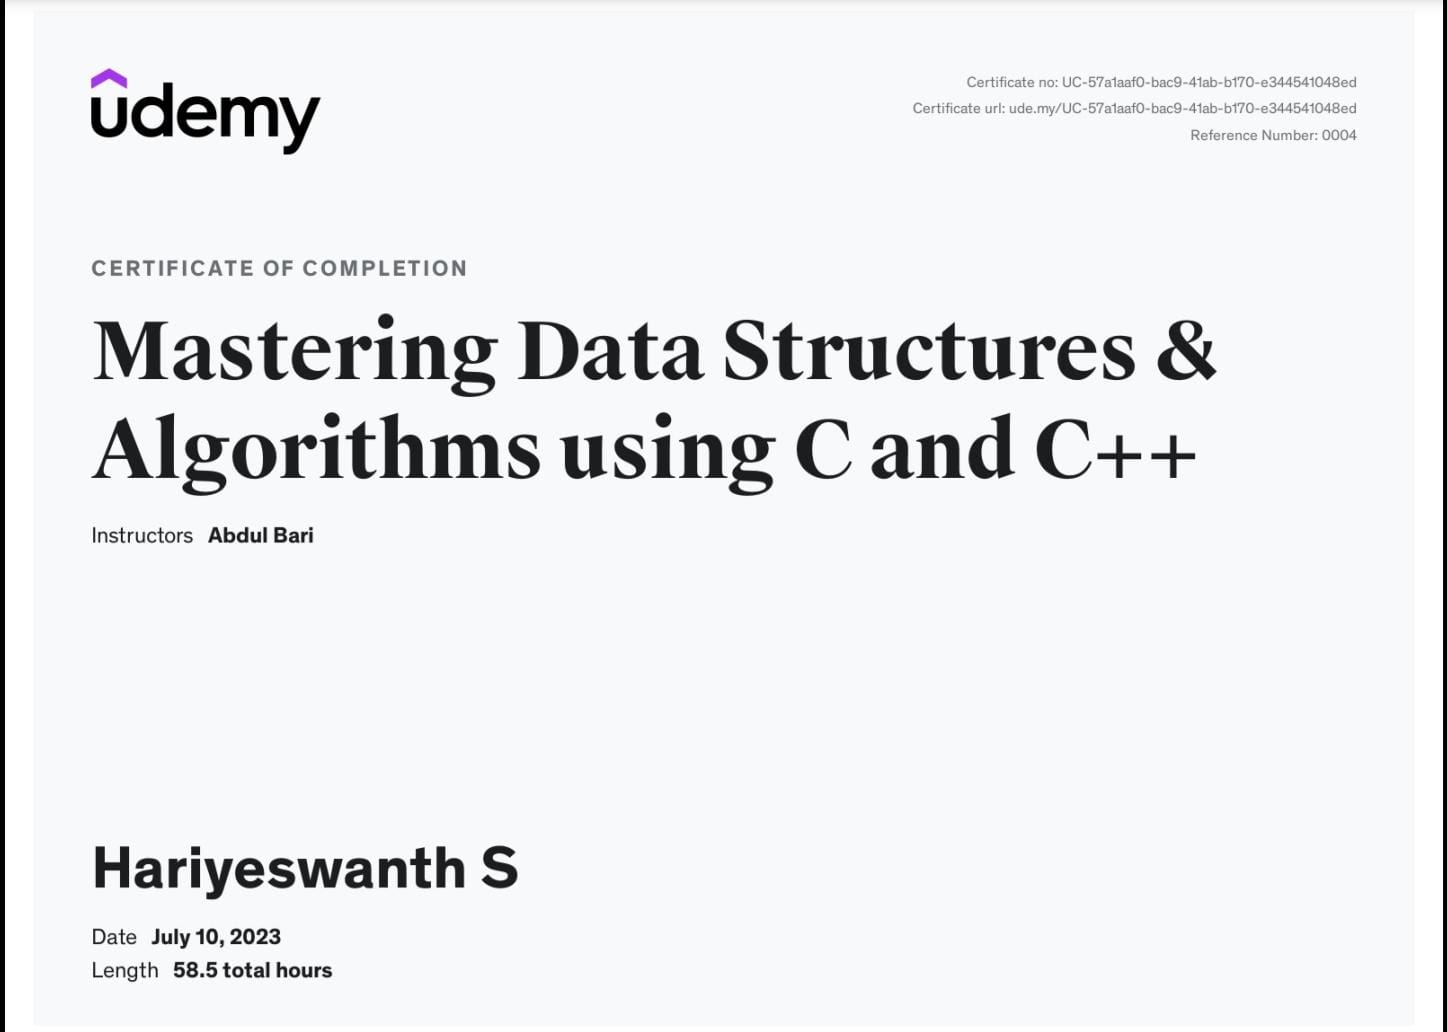 udemy
Certificate no: UC-57a1aaf0-bac9-41ab-b170-e344541048ed
Certificate url: ude.my/UC-57a1aaf0-bac9-41ab-b170-e344541048ed
Reference Number: 0004
CERTIFICATE OF COMPLETION
Mastering Data Structures &
Algorithms using C and C++
Instructors Abdul Bari
Hariyeswanth S
Date July 10, 2023
Length 58.5 total hours